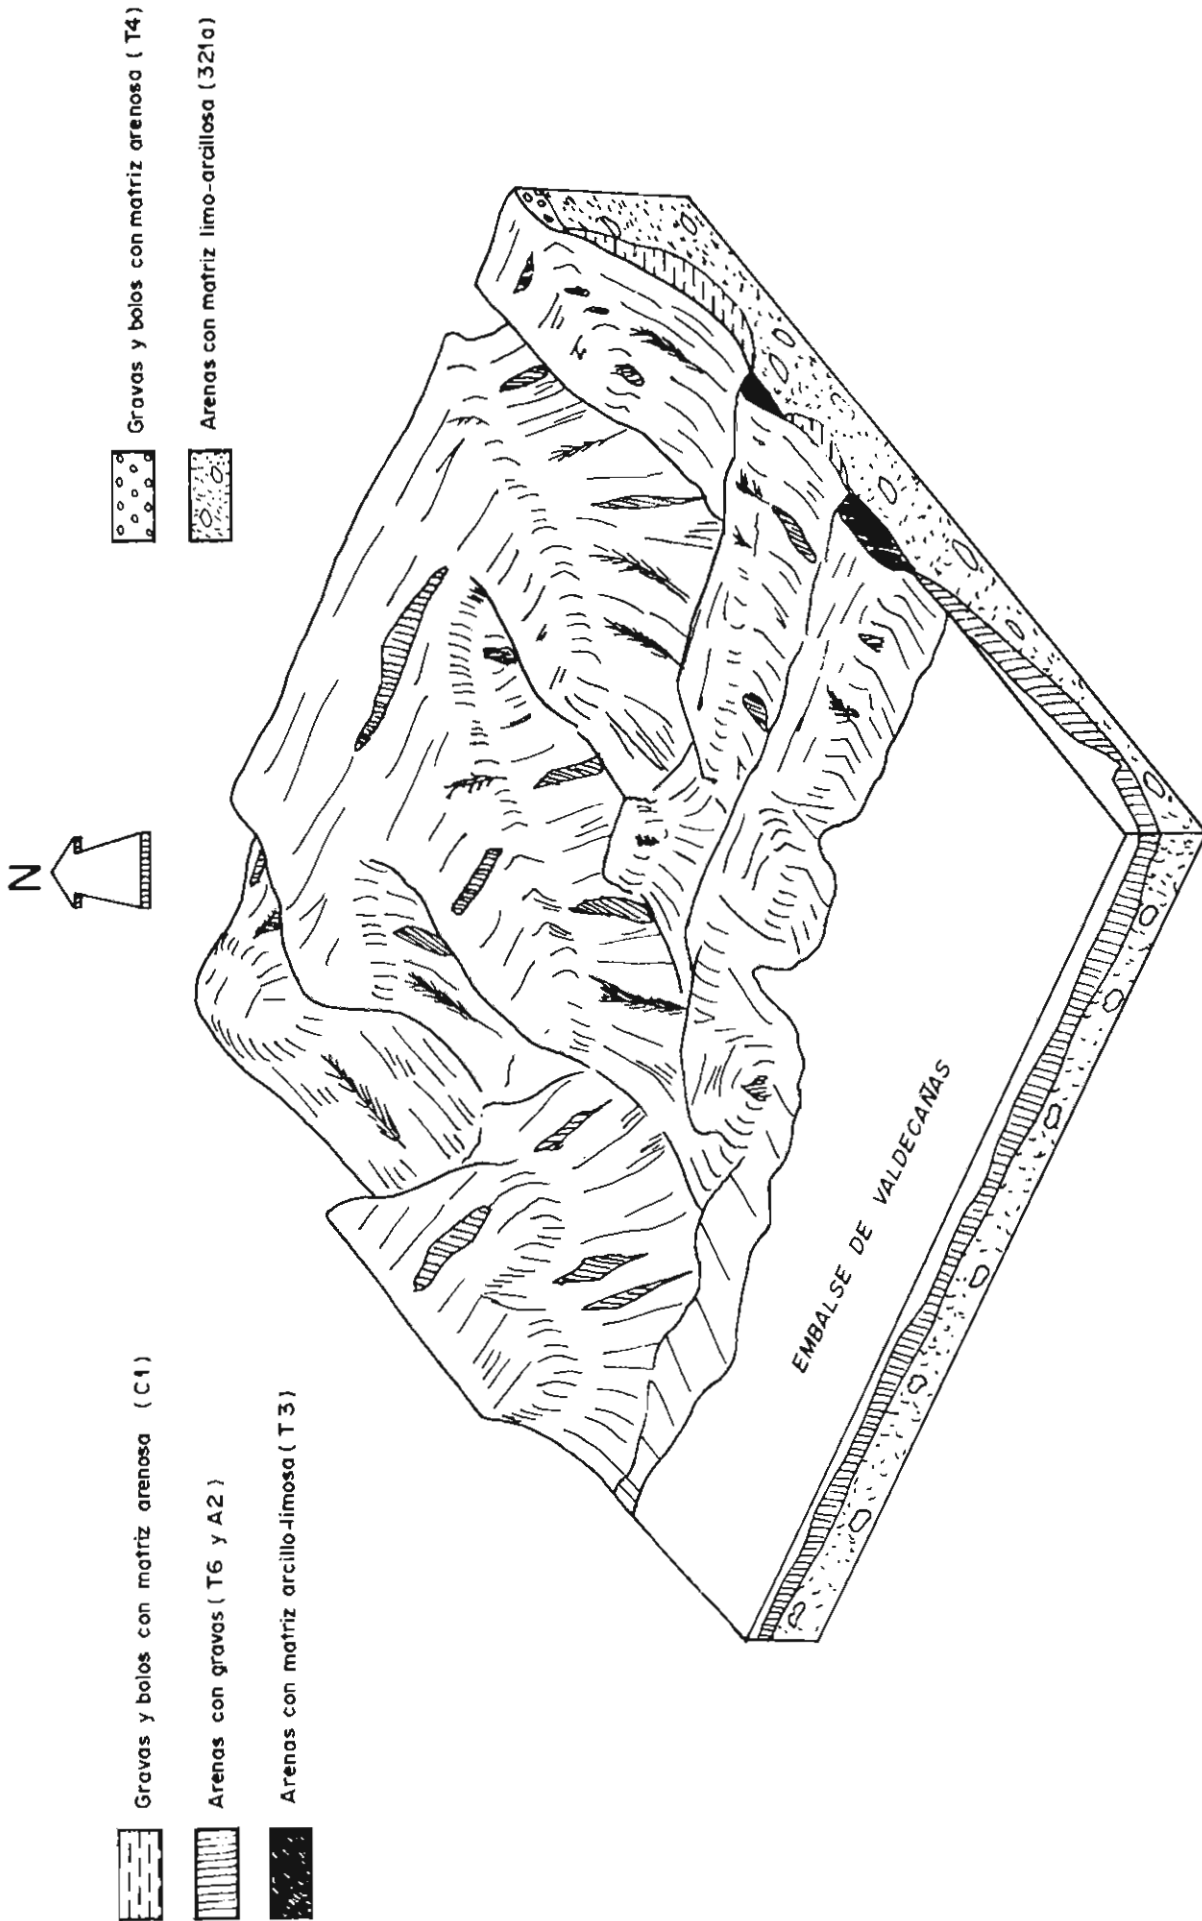 N
Gravas y bolos con matriz arenosa (C1)
Arenas con gravas (T6 y A2)
Arenas con matriz arcillo-limosa (T3)
Gravas y bolos con matriz arenosa (T4)
Arenas con matriz limo-arcillosa (321a)
EMBALSE DE VALDECAÑAS